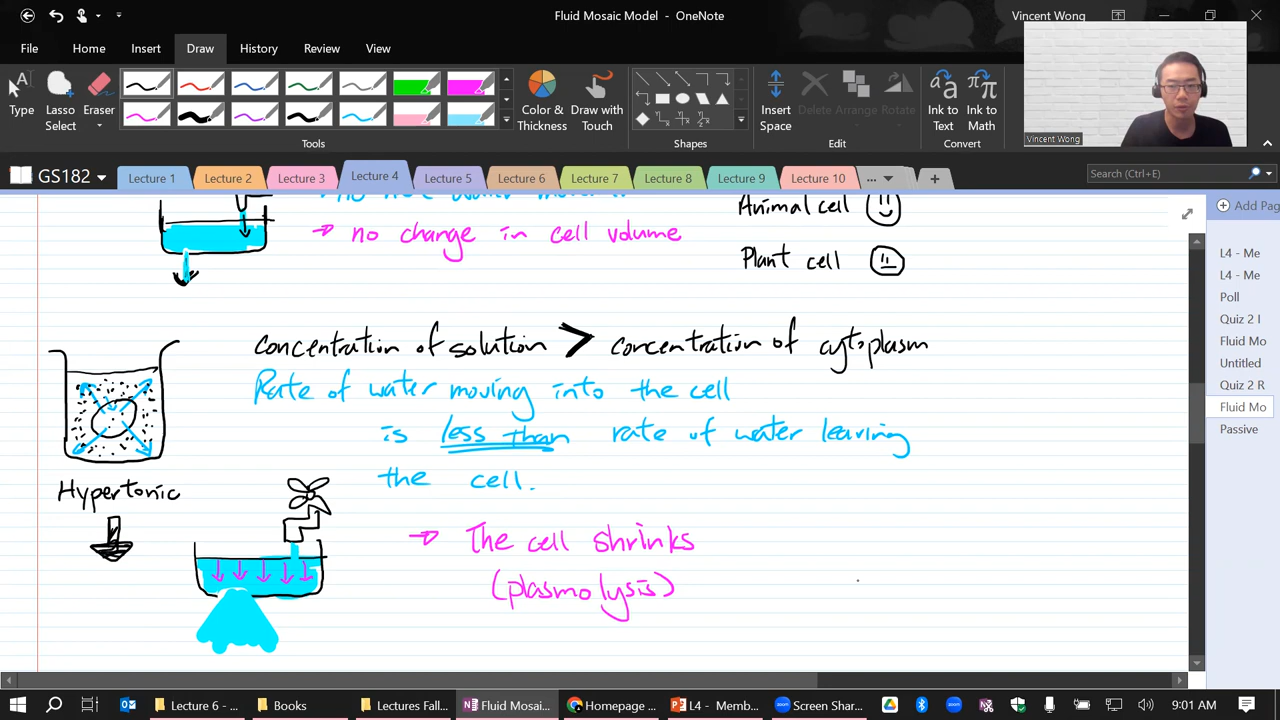 Fluid Mosaic Model - OneNote
Vincent Wong
File
Home
Insert
Draw
History
Review
View
Type
Lasso
Select
Eraser
Color &
Thickness
Draw with
Touch
Insert
Space
Delete
Arrange
Rotate
Ink to
Text
Ink to
Math
Tools
Shapes
Edit
Convert
Vincent Wong
GS182
Lecture 1
Lecture 2
Lecture 3
Lecture 4
Lecture 5
Lecture 6
Lecture 7
Lecture 8
Lecture 9
Lecture 10
...
Search (Ctrl+E)
Add Pag
L4 - Me
L4 - Me
Poll
Quiz 2 I
Fluid Mo
Untitled
Quiz 2 R
Fluid Mo
Passive
→ no change in cell volume
Animal cell
Plant cell
concentration of solution > concentration of cytoplasm
Rate of water moving into the cell
is less than rate of water leaving
the cell.
Hypertonic
→ The cell shrinks
(plasmolysis)
Lecture 6 - ...
Books
Lectures Fall...
Fluid Mosai...
Homepage ...
L4 - Memb...
Screen Shar...
9:01 AM